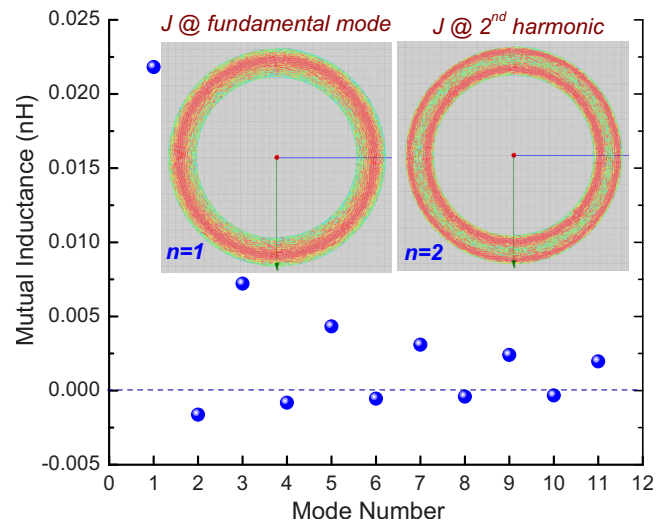 J @ fundamental mode
J @ 2nd harmonic
n=1
n=2
Mutual Inductance (nH)
0.025
0.020
0.015
0.010
0.005
0.000
-0.005
0 1 2 3 4 5 6 7 8 9 10 11 12
Mode Number